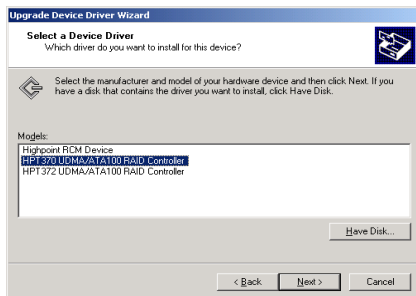 Upgrade Device Driver Wizard
Select a Device Driver
Which driver do you want to install for this device?
Select the manufacturer and model of your hardware device and then click Next. If you
have a disk that contains the driver you want to install, click Have Disk.
Models:
Highpoint RCM Device
HPT370 UDMA/ATA100 RAID Controller
HPT372 UDMA/ATA100 RAID Controller
Have Disk...
< Back
Next >
Cancel